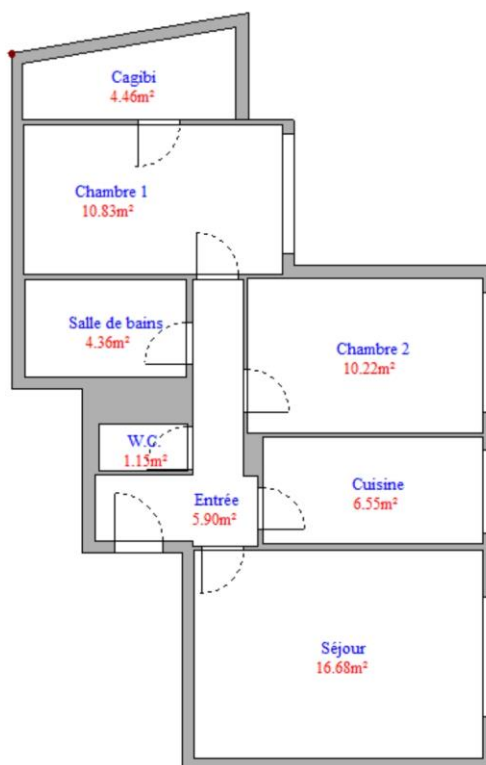 Cagibi
4.46m²
Chambre 1
10.83m²
Salle de bains
4.36m²
Chambre 2
10.22m²
W.C.
1.15m²
Cuisine
6.55m²
Entrée
5.90m²
Séjour
16.68m²